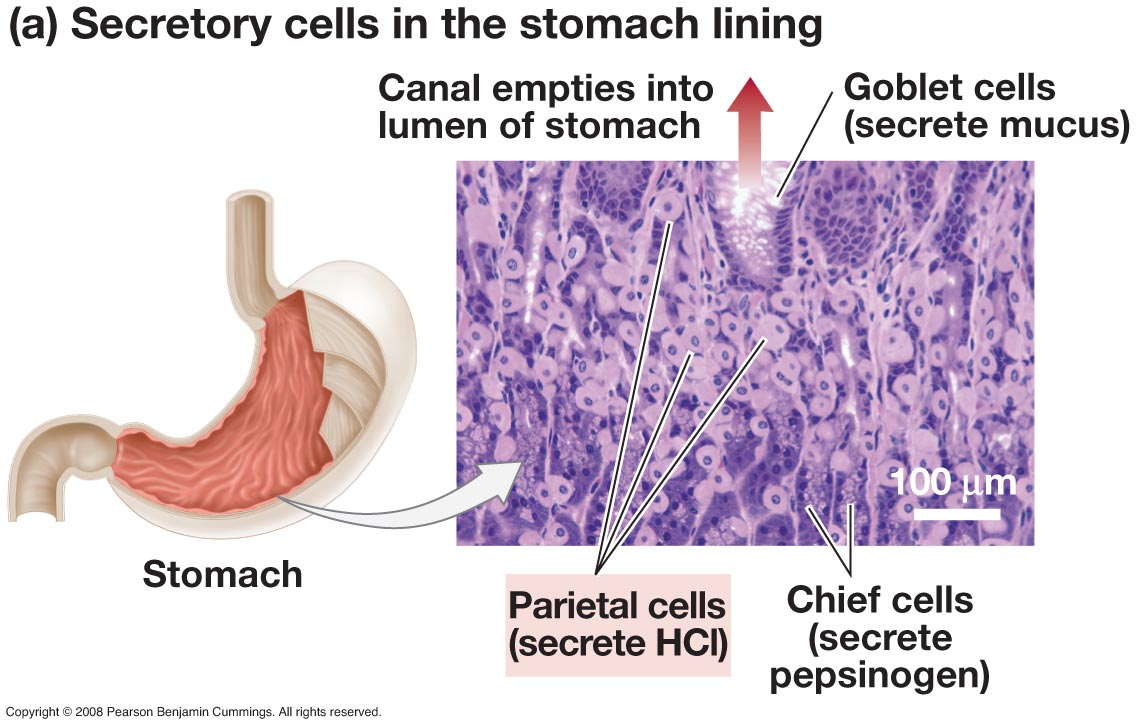 (a) Secretory cells in the stomach lining
Canal empties into
lumen of stomach
Goblet cells
(secrete mucus)
100 µm
Stomach
Parietal cells
(secrete HCl)
Chief cells
(secrete
pepsinogen)
Copyright © 2008 Pearson Benjamin Cummings. All rights reserved.